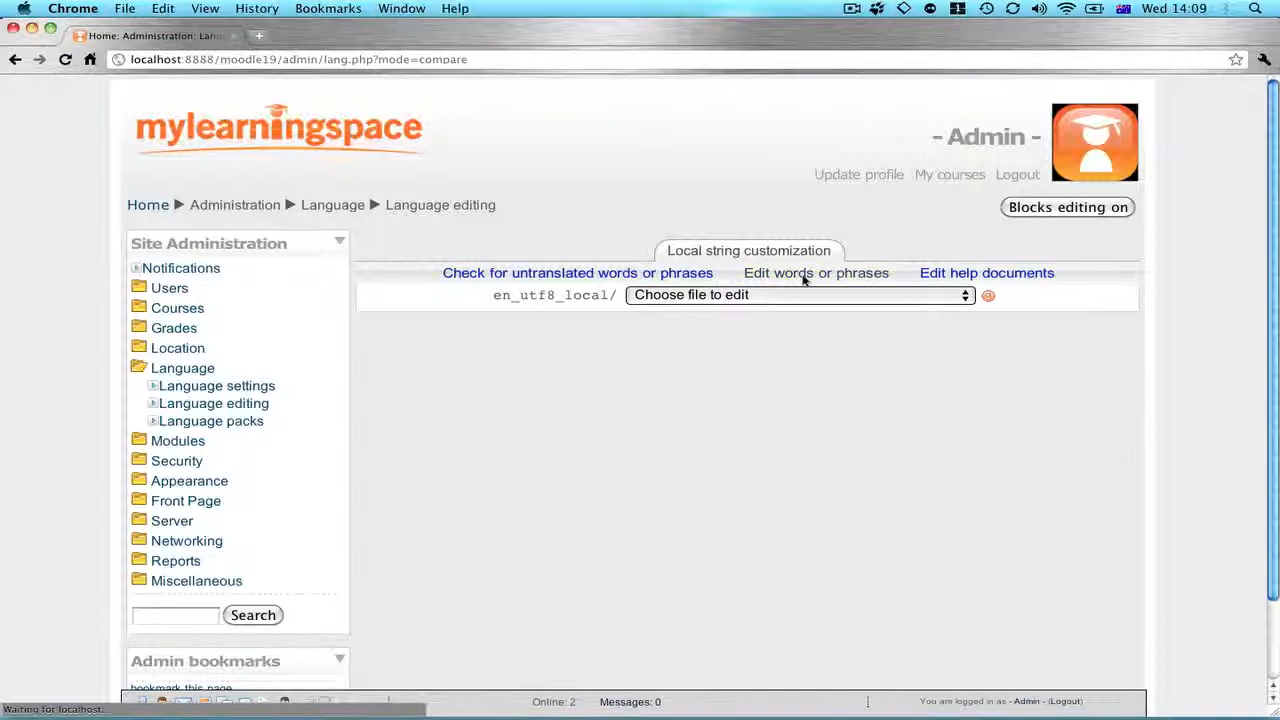 Chrome File Edit View History Bookmarks Window Help Wed 14:09
Home: Administration: Lan
localhost:8888/moodle19/admin/lang.php?mode=compare
mylearningspace
- Admin -
Update profile My courses Logout
Home Administration Language Language editing
Blocks editing on
Site Administration
Local string customization
Notifications
Check for untranslated words or phrases Edit words or phrases Edit help documents
Users
en_utf8_local/ Choose file to edit
Courses
Grades
Location
Language
Language settings
Language editing
Language packs
Modules
Security
Appearance
Front Page
Server
Networking
Reports
Miscellaneous
Search
Admin bookmarks
bookmark this page
Online: 2 Messages: 0 You are logged in as - Admin - (Logout)
Waiting for localhost...